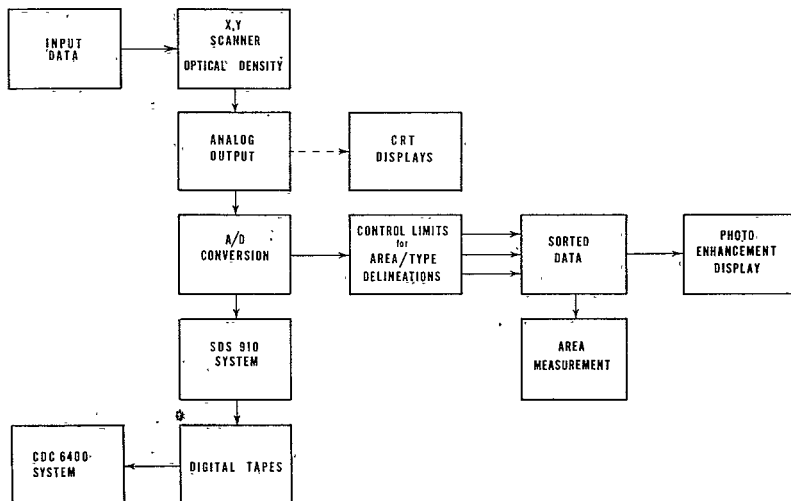 INPUT
DATA
X,Y
SCANNER
OPTICAL DENSITY
ANALOG
OUTPUT
CRT
DISPLAYS
A/D
CONVERSION
CONTROL LIMITS
for
AREA/TYPE
DELINEATIONS
SORTED
DATA
PHOTO
ENHANCEMENT
DISPLAY
SDS 910
SYSTEM
AREA
MEASUREMENT
CDC 6400
SYSTEM
DIGITAL TAPES